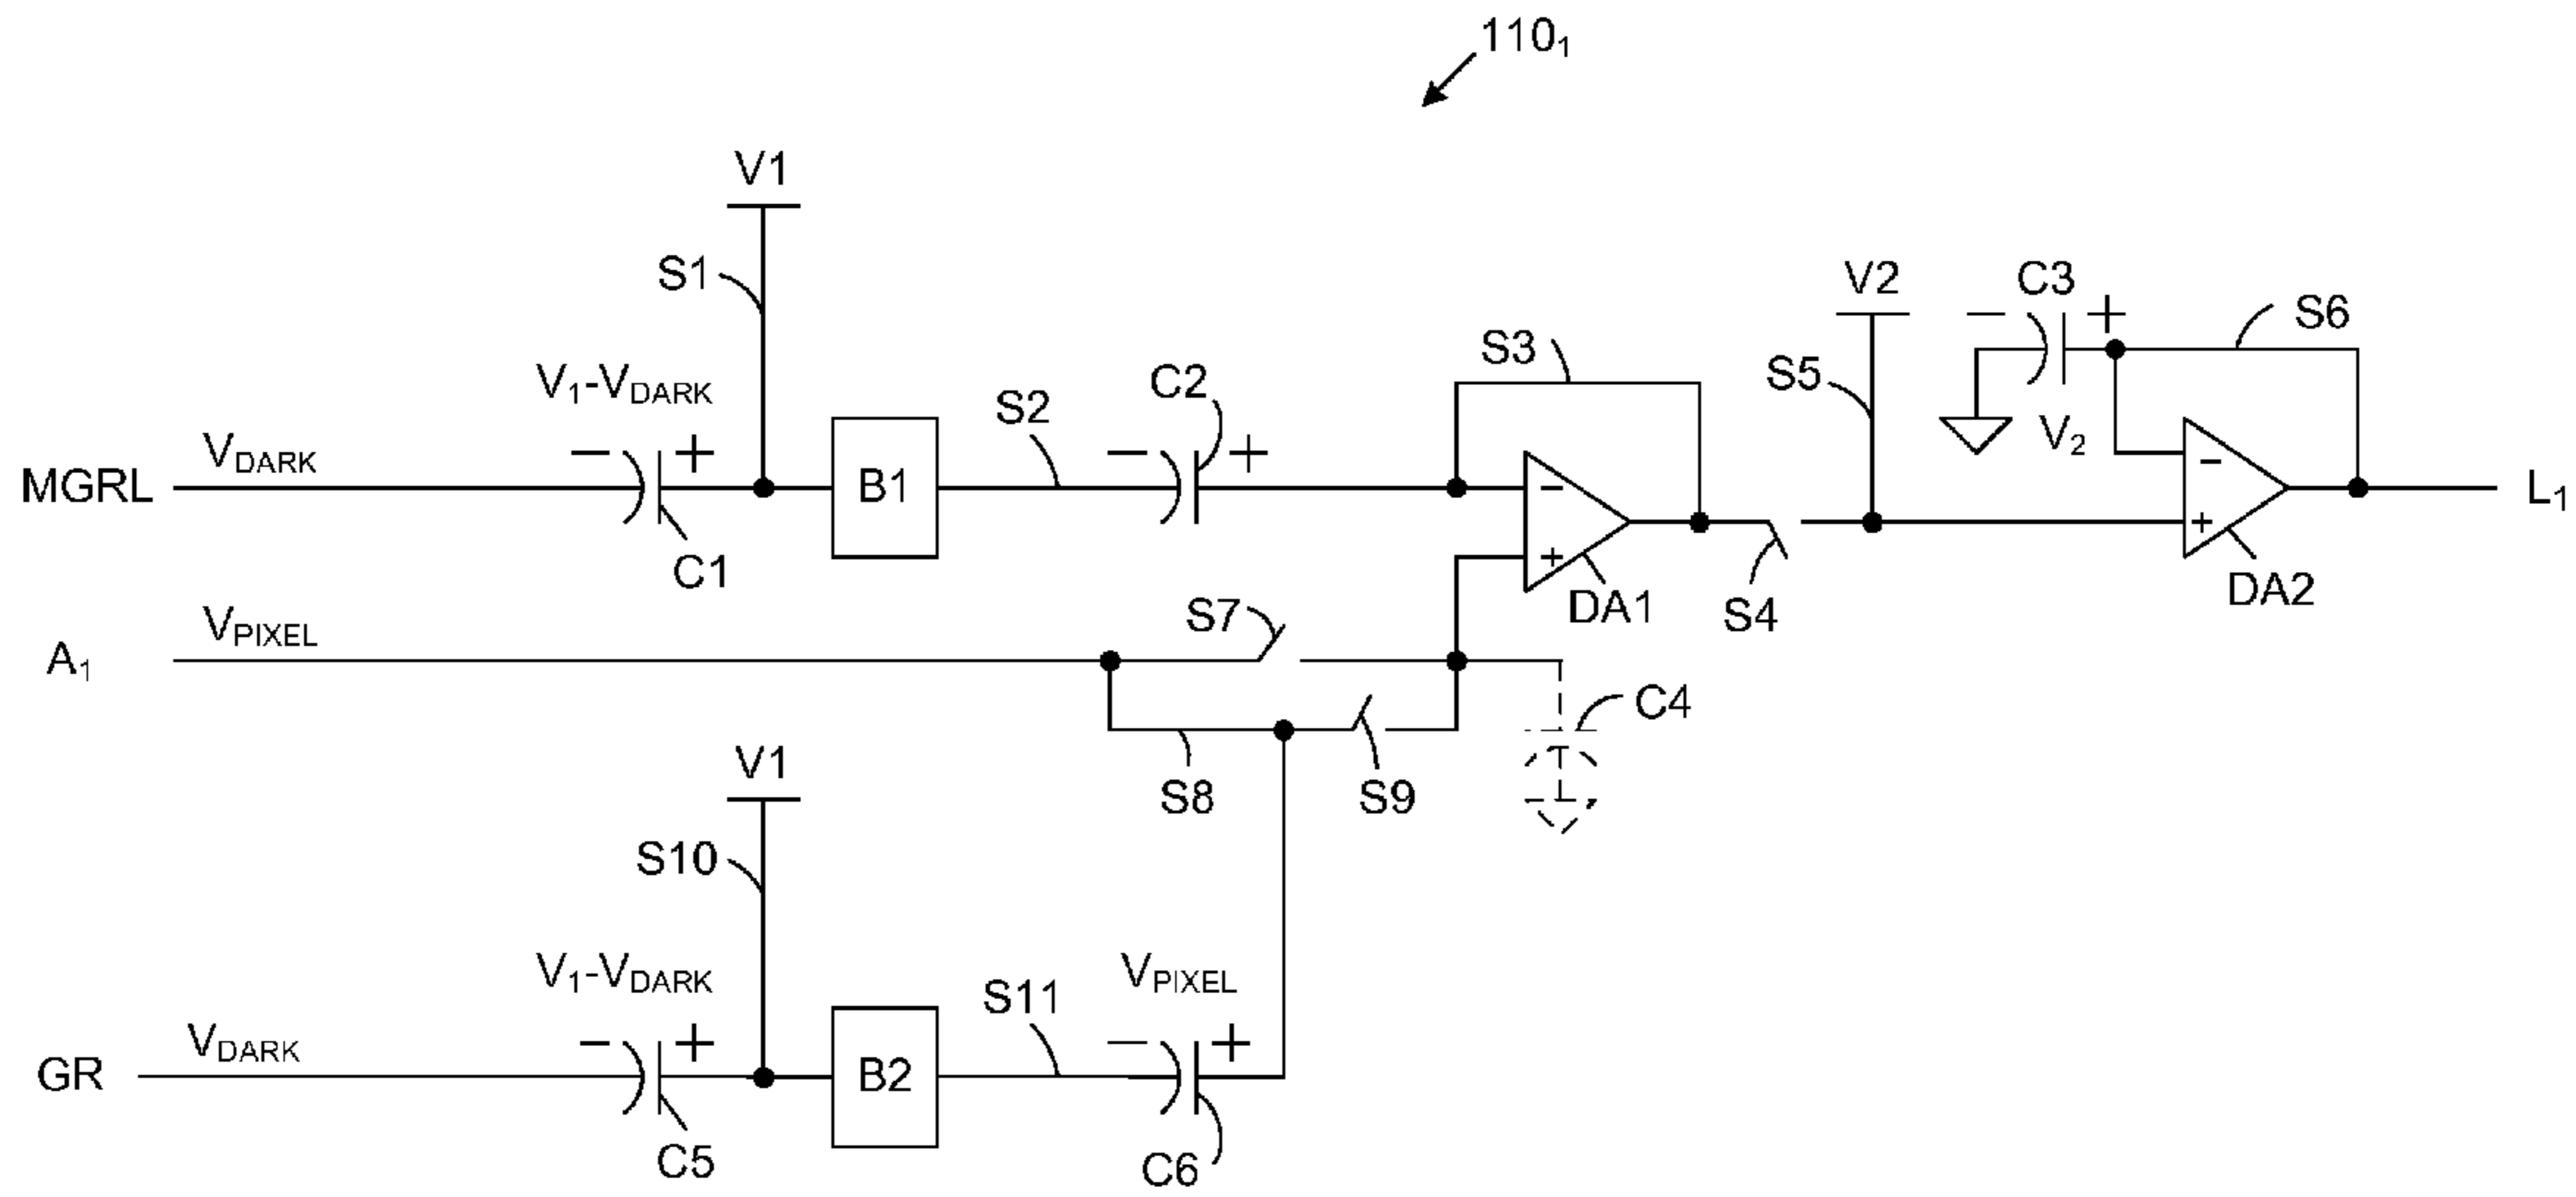 110₁
V1
S1
V2
C3
+
−
S6
S3
C2
S5
V₁-V_DARK
S2
MGRL
V_DARK
−
+
B1
−
+
−
+
V₂
−
+
L₁
C1
DA1
S4
DA2
A₁
V_PIXEL
S7
C4
V1
S8
S9
S10
V₁-V_DARK
V_PIXEL
S11
GR
V_DARK
−
+
B2
−
+
C5
C6